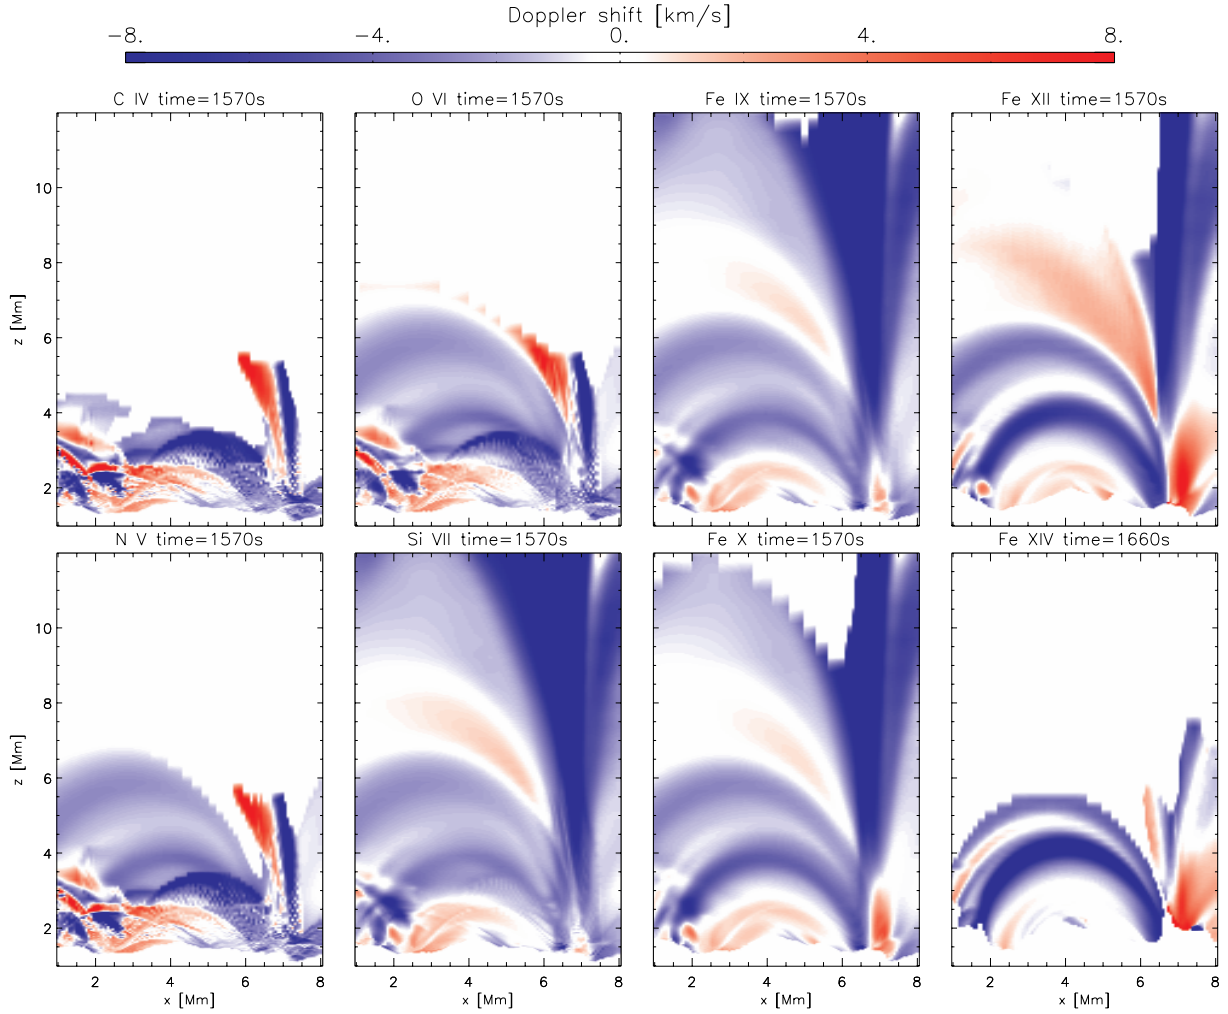 Doppler shift [km/s]
-8. -4. 0. 4. 8.
C IV time=1570s O VI time=1570s Fe IX time=1570s Fe XII time=1570s
10
8
z [Mm]
6
4
2
N V time=1570s Si VII time=1570s Fe X time=1570s Fe XIV time=1660s
10
8
z [Mm]
6
4
2
2 4 6 8 2 4 6 8 2 4 6 8 2 4 6 8
x [Mm] x [Mm] x [Mm] x [Mm]